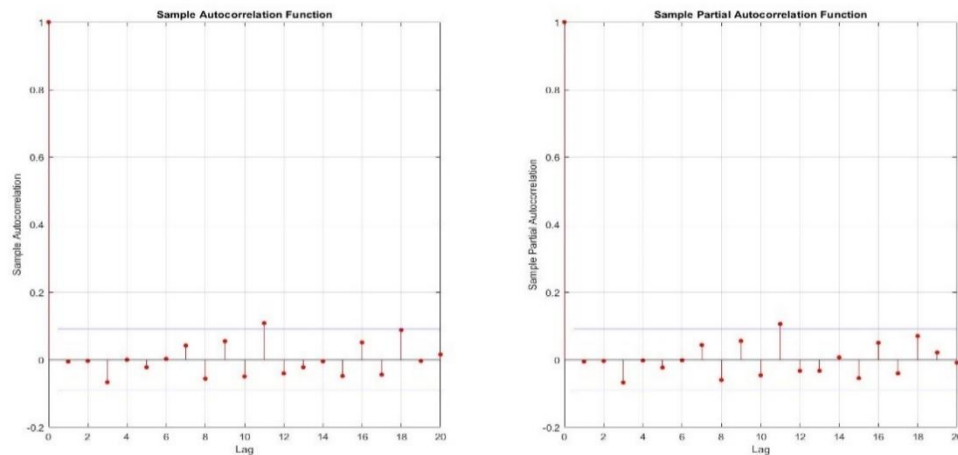 Sample Autocorrelation Function
Sample Autocorrelation
1
0.8
0.6
0.4
0.2
0
-0.2
0 2 4 6 8 10 12 14 16 18 20
Lag
Sample Partial Autocorrelation Function
Sample Partial Autocorrelation
1
0.8
0.6
0.4
0.2
0
-0.2
0 2 4 6 8 10 12 14 16 18 20
Lag